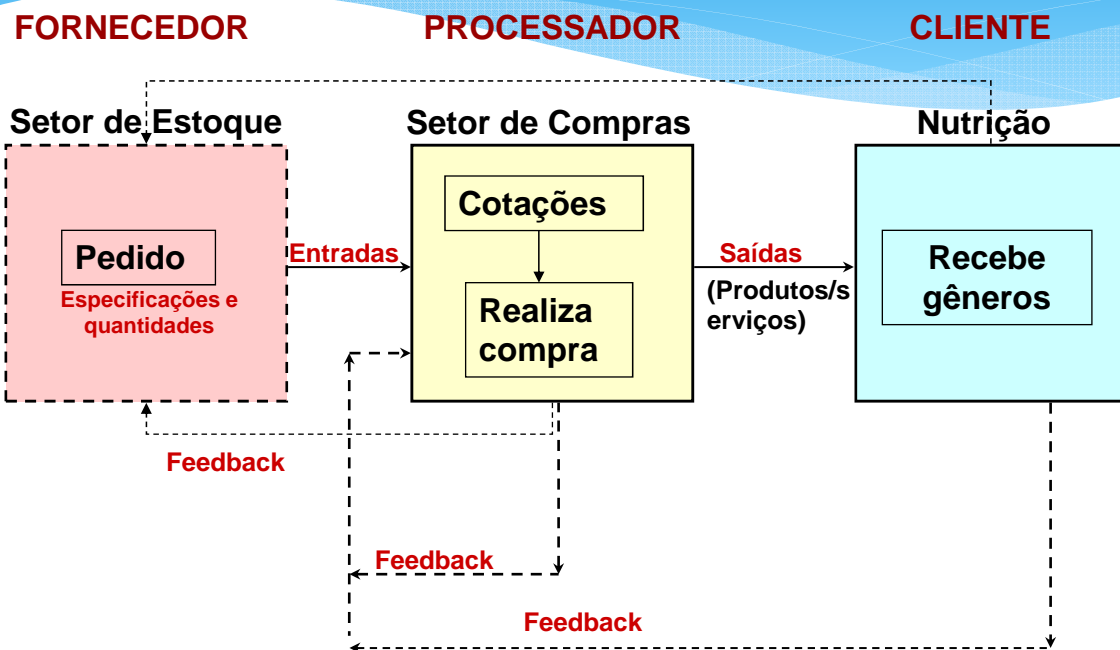 FORNECEDOR
PROCESSADOR
CLIENTE
Setor de Estoque
Setor de Compras
Nutrição
Pedido
Especificações e
quantidades
Entradas
Cotações
Realiza
compra
Saídas
(Produtos/s
erviços)
Recebe
gêneros
Feedback
Feedback
Feedback